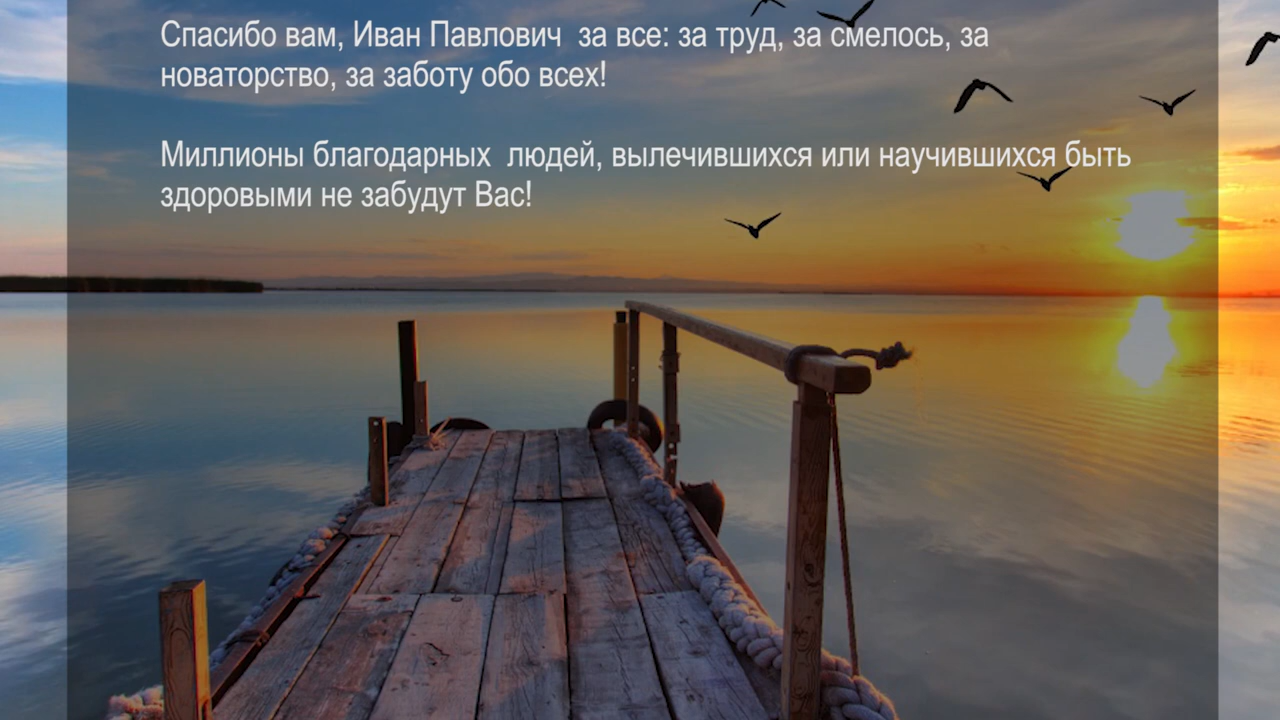 Спасибо вам, Иван Павлович  за все: за труд, за смелось, за
новаторство, за заботу обо всех!
Миллионы благодарных  людей, вылечившихся или научившихся быть
здоровыми не забудут Вас!